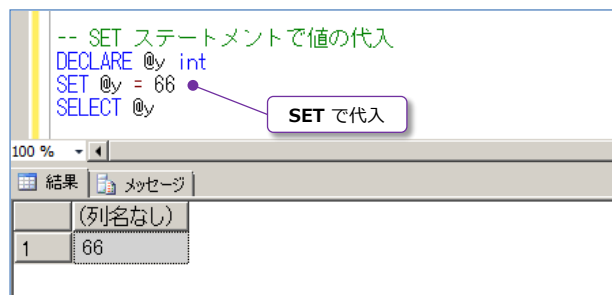 -- SET ステートメントで値の代入
DECLARE @y int
SET @y = 66
SET で代入
SELECT @y
100 %
結果 メッセージ
(列名なし)
1 66